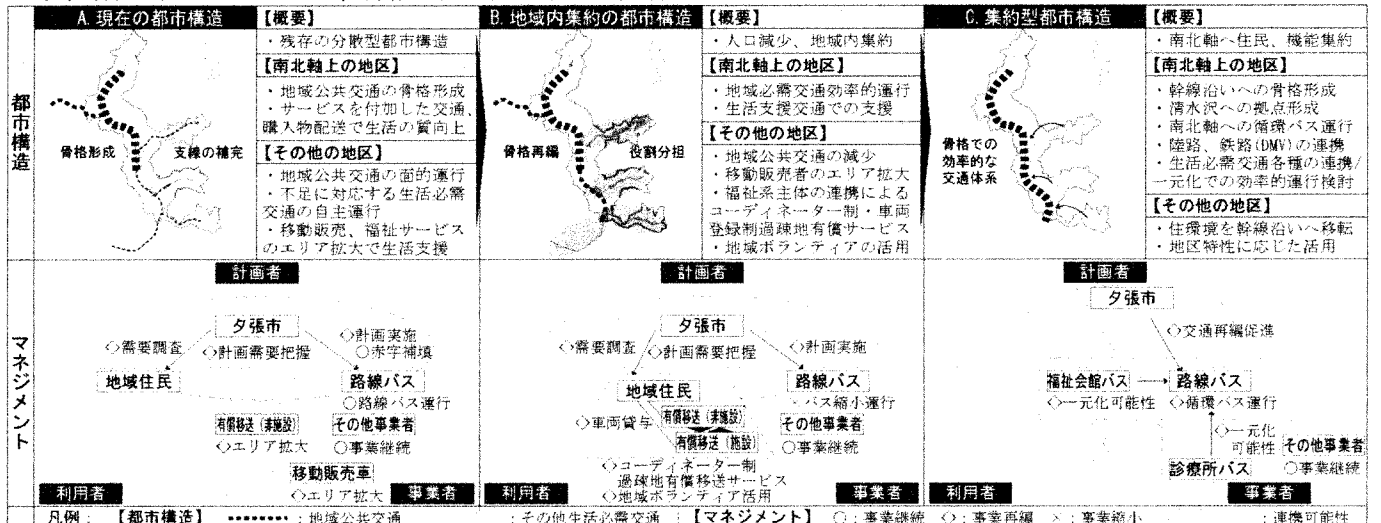 A.現在の都市構造
【概要】
・残存の分散型都市構造
【南北軸上の地区】
・地域公共交通の骨格形成
・サービスを付加した交通、
購入物配送で生活の質向上
【その他の地区】
・地域公共交通の面的運行
・不足に対応する生活必需
交通の自主運行
・移動販売、福祉サービス
のエリア拡大で生活支援
骨格形成
支線の補完
B.地域内集約の都市構造
【概要】
・人口減少、地域内集約
【南北軸上の地区】
・地域必需交通効率的運行
・生活支援交通での支援
【その他の地区】
・地域公共交通の減少
・移動販売者のエリア拡大
・福祉系主体の連携による
コーディネーター制・車両
登録制過疎地有償サービス
・地域ボランティアの活用
骨格再編
役割分担
C.集約型都市構造
【概要】
・南北軸へ住民、機能集約
【南北軸上の地区】
・幹線沿いへの骨格形成
・清水沢への拠点形成
・南北軸への循環バス運行
・陸路、鉄路(DMV)の連携
・生活必需交通各種の連携/
一元化での効率的運行検討
【その他の地区】
・住環境を幹線沿いへ移転
・地区特性に応じた活用
骨格での
効率的な
交通体系
都市構造
マネジメント
計画者
夕張市
◇需要調査
◇計画需要把握
◇計画実施
○赤字補填
地域住民
路線バス
○路線バス運行
有償移送(非施設)
◇エリア拡大
その他事業者
○事業継続
移動販売車
◇エリア拡大
利用者
事業者
計画者
夕張市
◇需要調査
◇計画需要把握
◇計画実施
地域住民
路線バス
×バス縮小運行
◇車両貸与
有償移送(非施設)
有償移送(施設)
その他事業者
○事業継続
◇コーディネーター制
過疎地有償移送サービス
◇地域ボランティア活用
利用者
事業者
計画者
夕張市
◇交通再編促進
福祉会館バス
◇一元化可能性
路線バス
◇循環バス運行
◇一元化
可能性
その他事業者
○事業継続
診療所バス
利用者
事業者
凡例： 【都市構造】 ：地域公共交通 ：その他生活必需交通 【マネジメント】 ○：事業継続 ◇：事業再編 ×：事業縮小 ：連携可能性